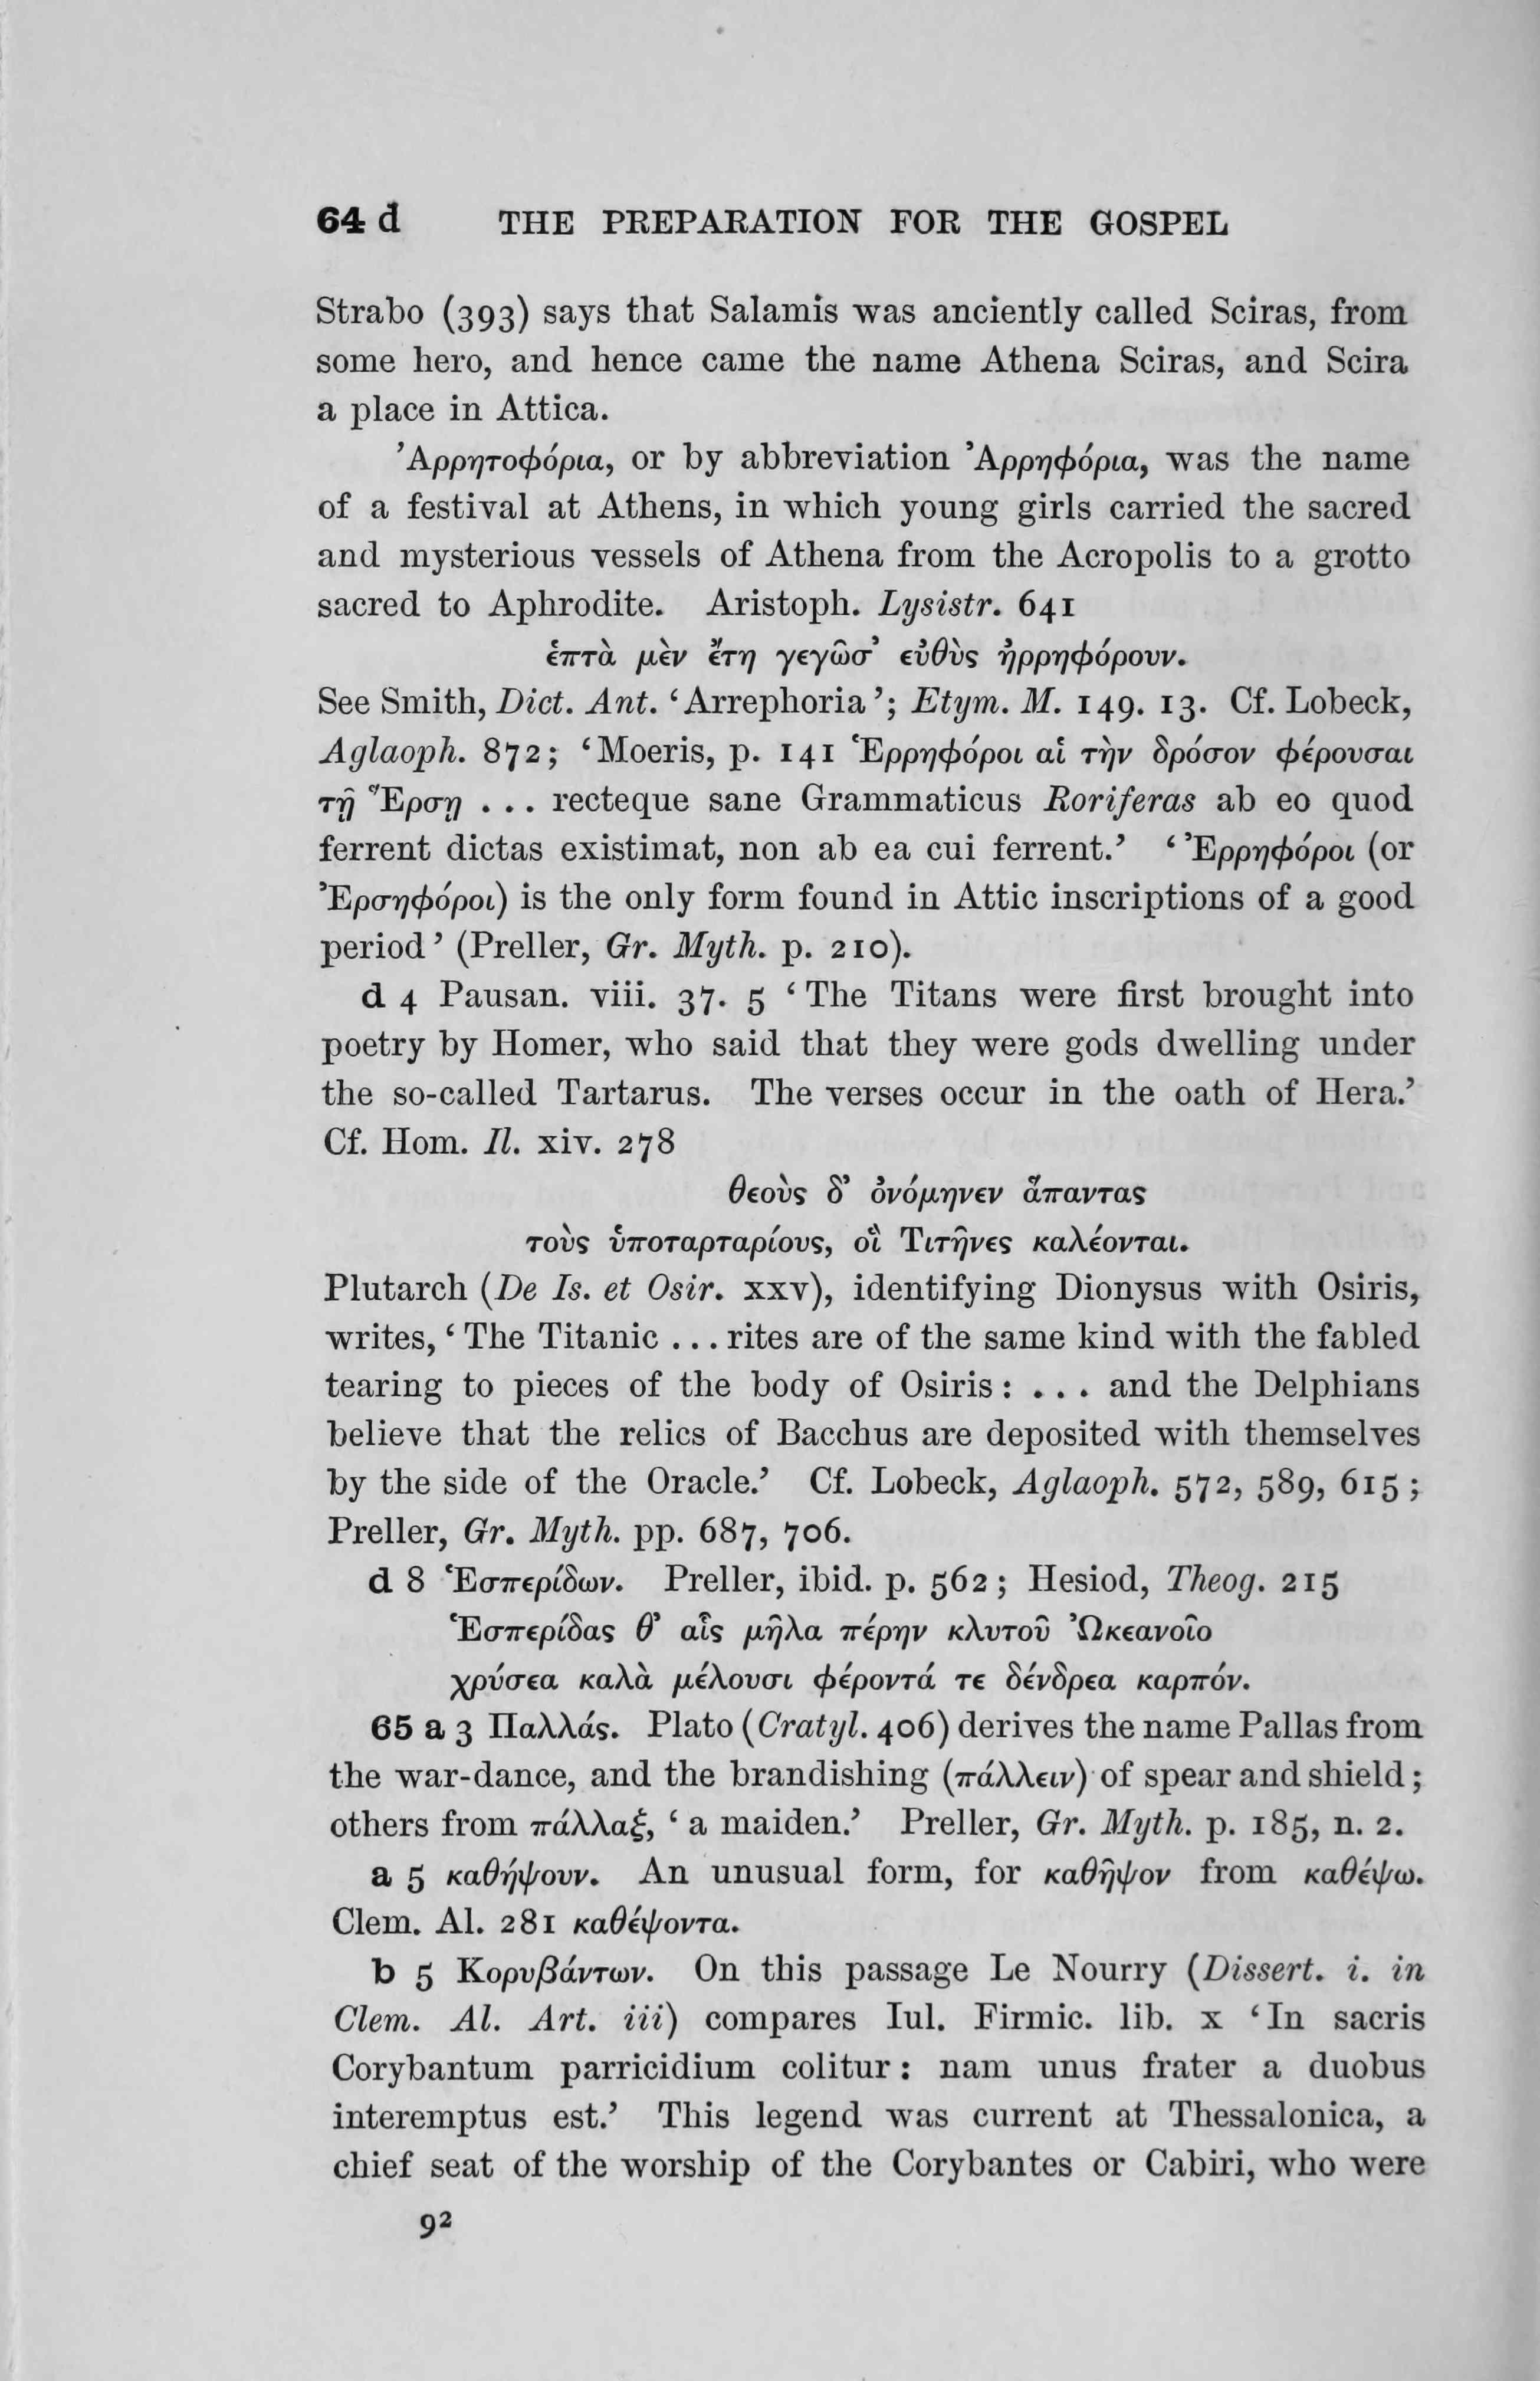 64 d THE PREPARATION FOR THE GOSPEL
Strabo (393) says that Salamis was anciently called Sciras, from
some hero, and hence came the name Athena Sciras, and Scira
a place in Attica.
Ἀρρητοφόρια, or by abbreviation Ἀρρηφόρια, was the name
of a festival at Athens, in which young girls carried the sacred
and mysterious vessels of Athena from the Acropolis to a grotto
sacred to Aphrodite. Aristoph. Lysistr. 641
ἑπτὰ μὲν ἔτη γεγῶσ’ εὐθὺς ἠρρηφόρουν.
See Smith, Dict. Ant. ‘Arrephoria’; Etym. M. 149. 13. Cf. Lobeck,
Aglaoph. 872; ‘Moeris, p. 141 Ἑρρηφόροι αἱ τὴν δρόσον φέρουσαι
τῇ Ἕρσῃ ... recteque sane Grammaticus Roriferas ab eo quod
ferrent dictas existimat, non ab ea cui ferrent.’ ‘Ἐρρηφόροι (or
Ἐρσηφόροι) is the only form found in Attic inscriptions of a good
period’ (Preller, Gr. Myth. p. 210).
d 4 Pausan. viii. 37. 5 ‘The Titans were first brought into
poetry by Homer, who said that they were gods dwelling under
the so-called Tartarus. The verses occur in the oath of Hera.’
Cf. Hom. Il. xiv. 278
θεοὺς δ’ ὀνόμηνεν ἅπαντας
τοὺς ὑποταρταρίους, οἳ Τιτῆνες καλέονται.
Plutarch (De Is. et Osir. xxv), identifying Dionysus with Osiris,
writes, ‘The Titanic ... rites are of the same kind with the fabled
tearing to pieces of the body of Osiris: ... and the Delphians
believe that the relics of Bacchus are deposited with themselves
by the side of the Oracle.’ Cf. Lobeck, Aglaoph. 572, 589, 615;
Preller, Gr. Myth. pp. 687, 706.
d 8 Ἑσπερίδων. Preller, ibid. p. 562; Hesiod, Theog. 215
Ἑσπερίδας θ’ αἷς μῆλα πέρην κλυτοῦ Ὠκεανοῖο
χρύσεα καλὰ μέλουσι φέροντά τε δένδρεα καρπόν.
65 a 3 Παλλάς. Plato (Cratyl. 406) derives the name Pallas from
the war-dance, and the brandishing (πάλλειν) of spear and shield;
others from πάλλαξ, ‘a maiden.’ Preller, Gr. Myth. p. 185, n. 2.
a 5 καθήψουν. An unusual form, for καθῆψον from καθέψω.
Clem. Al. 281 καθέψοντα.
b 5 Κορυβάντων. On this passage Le Nourry (Dissert. i. in
Clem. Al. Art. iii) compares Iul. Firmic. lib. x ‘In sacris
Corybantum parricidium colitur: nam unus frater a duobus
interemptus est.’ This legend was current at Thessalonica, a
chief seat of the worship of the Corybantes or Cabiri, who were
92